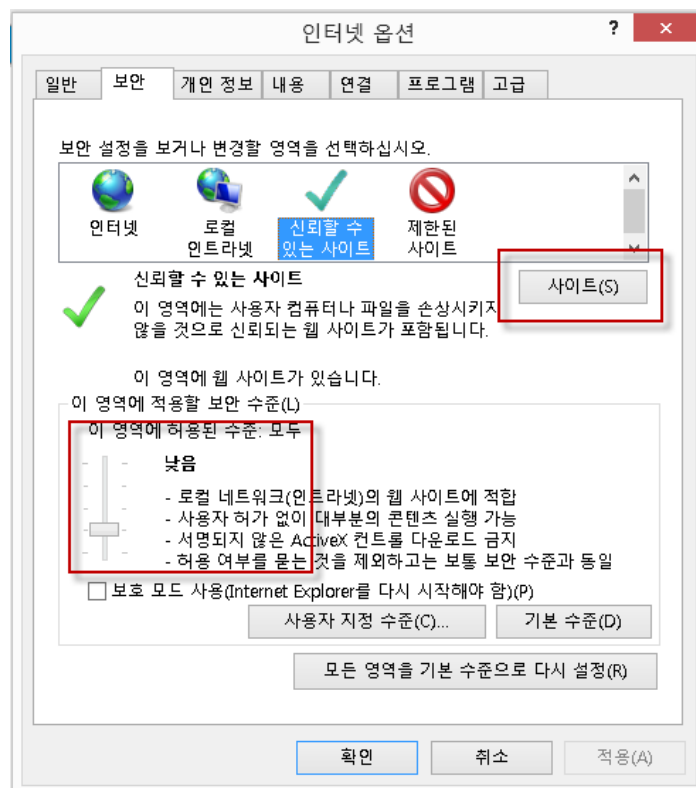 인터넷 옵션
? ×
일반 보안 개인 정보 내용 연결 프로그램 고급
보안 설정을 보거나 변경할 영역을 선택하십시오.
인터넷 로컬 신뢰할 수 제한된
인트라넷 있는 사이트 사이트
신뢰할 수 있는 사이트
사이트(S)
이 영역에는 사용자 컴퓨터나 파일을 손상시키지
않을 것으로 신뢰되는 웹 사이트가 포함됩니다.
이 영역에 웹 사이트가 있습니다.
이 영역에 적용할 보안 수준(L)
이 영역에 허용된 수준: 모두
낮음
- 로컬 네트워크(인트라넷)의 웹 사이트에 적합
- 사용자 허가 없이 대부분의 콘텐츠 실행 가능
- 서명되지 않은 ActiveX 컨트롤 다운로드 금지
- 허용 여부를 묻는 것을 제외하고는 보통 보안 수준과 동일
보호 모드 사용(Internet Explorer를 다시 시작해야 함)(P)
사용자 지정 수준(C)... 기본 수준(D)
모든 영역을 기본 수준으로 다시 설정(R)
확인 취소 적용(A)